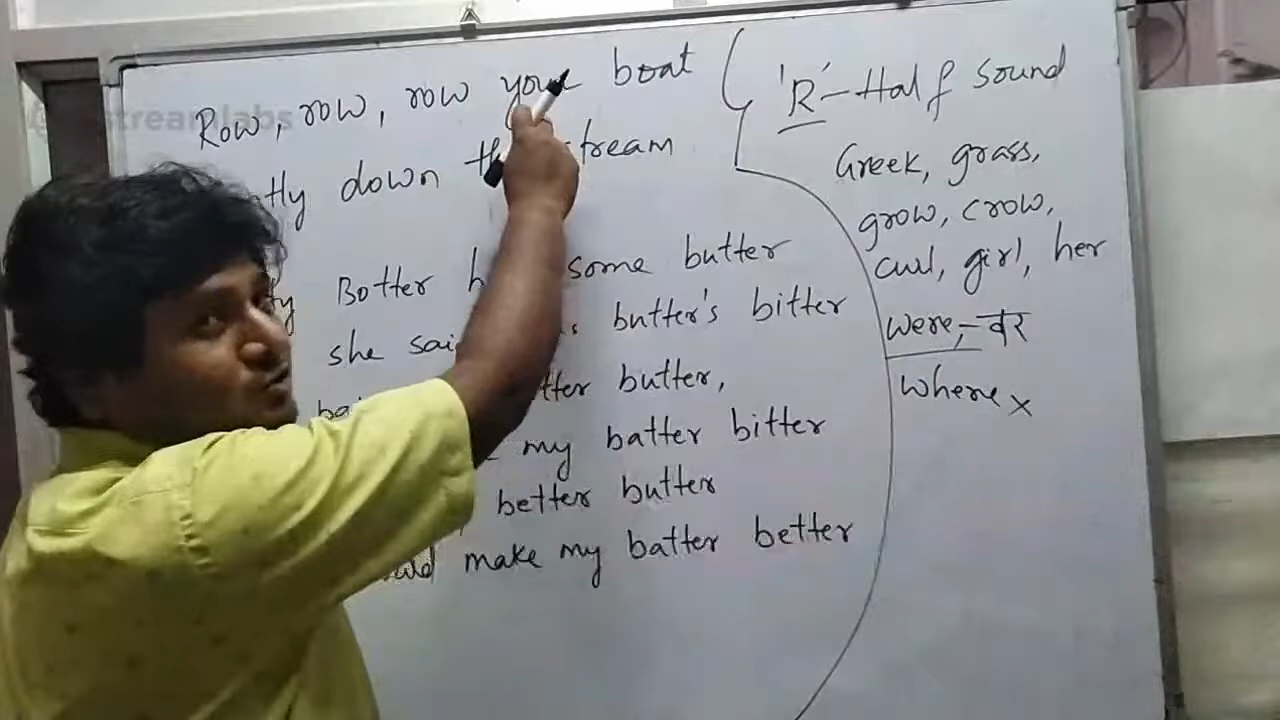 Row, row, row your boat
down stream
Botter some butter
she butter's bitter
butter,
my batter bitter
better butter
make my batter better
'R' - Half sound
Greek, grass,
grow, crow,
curl, girl, her
were, - वर
where x